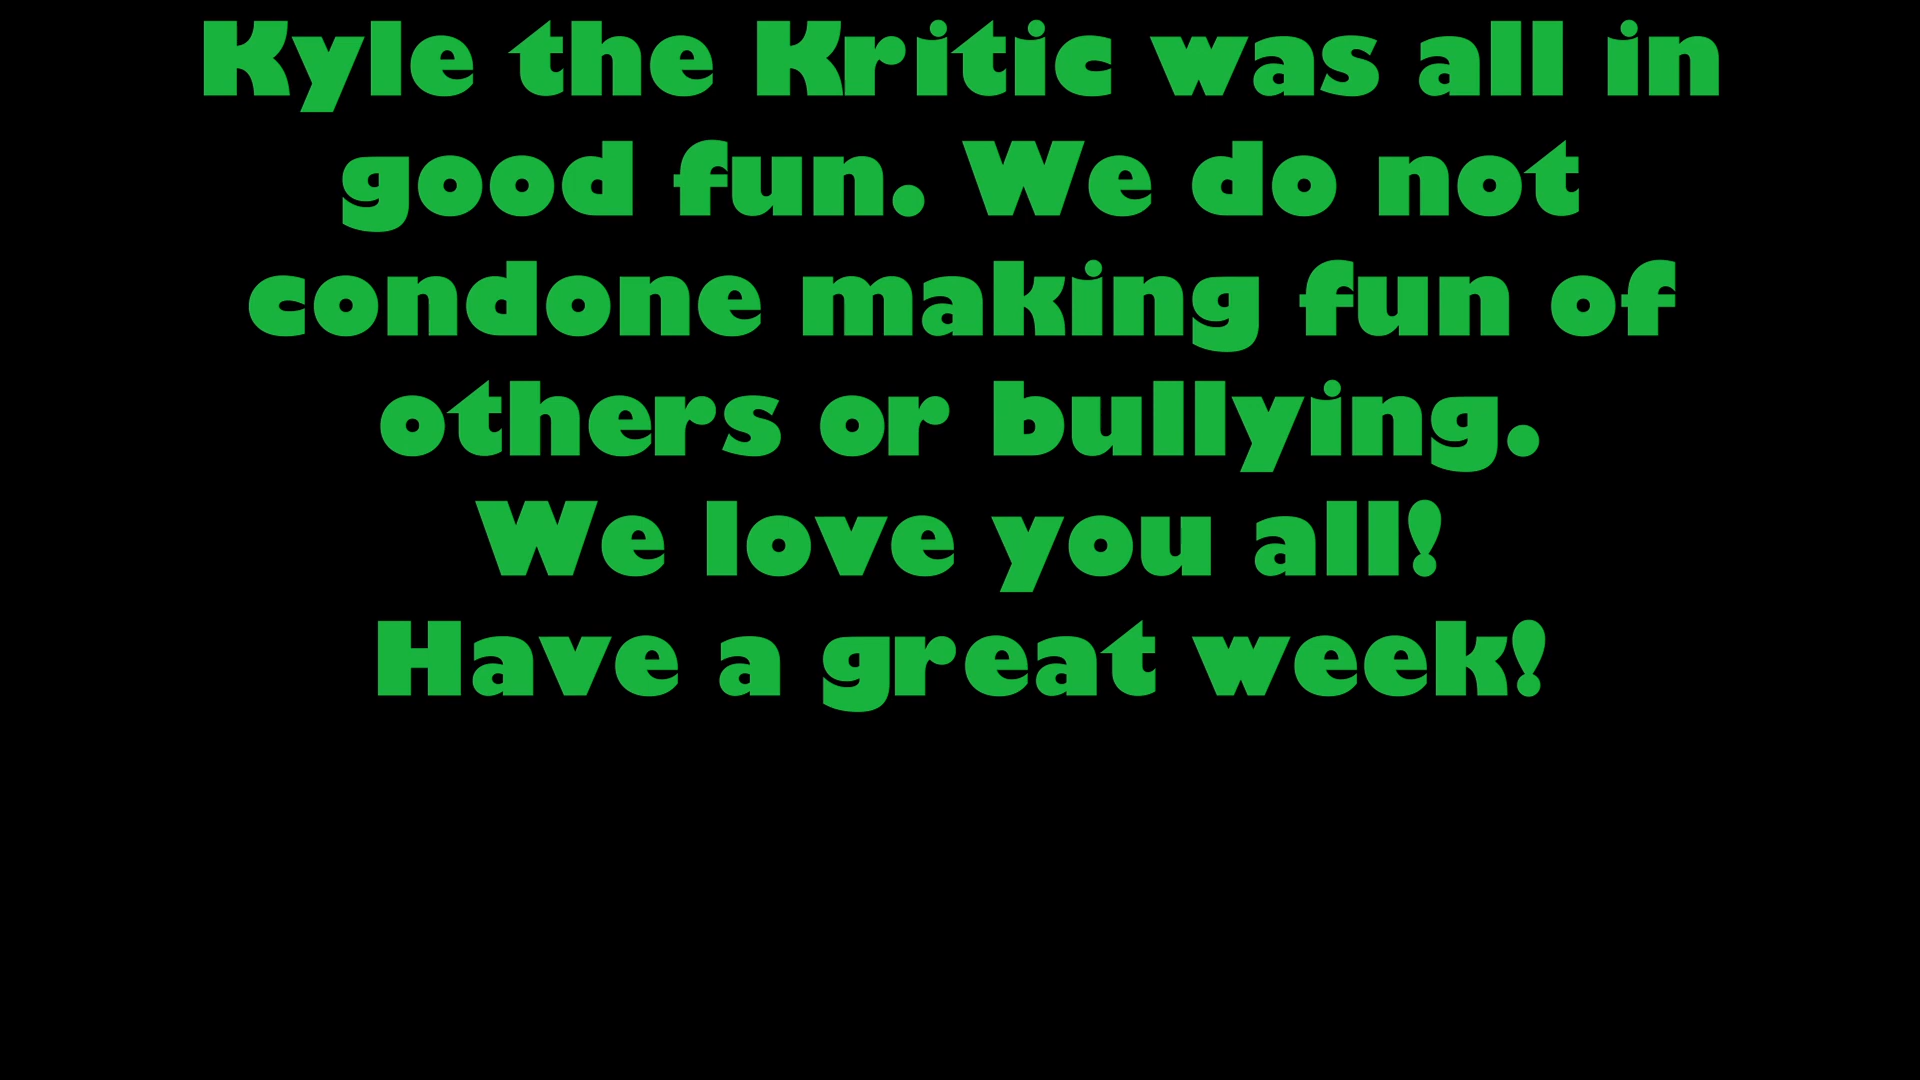 Kyle the Kritic was all in
good fun. We do not
condone making fun of
others or bullying.
We love you all!
Have a great week!